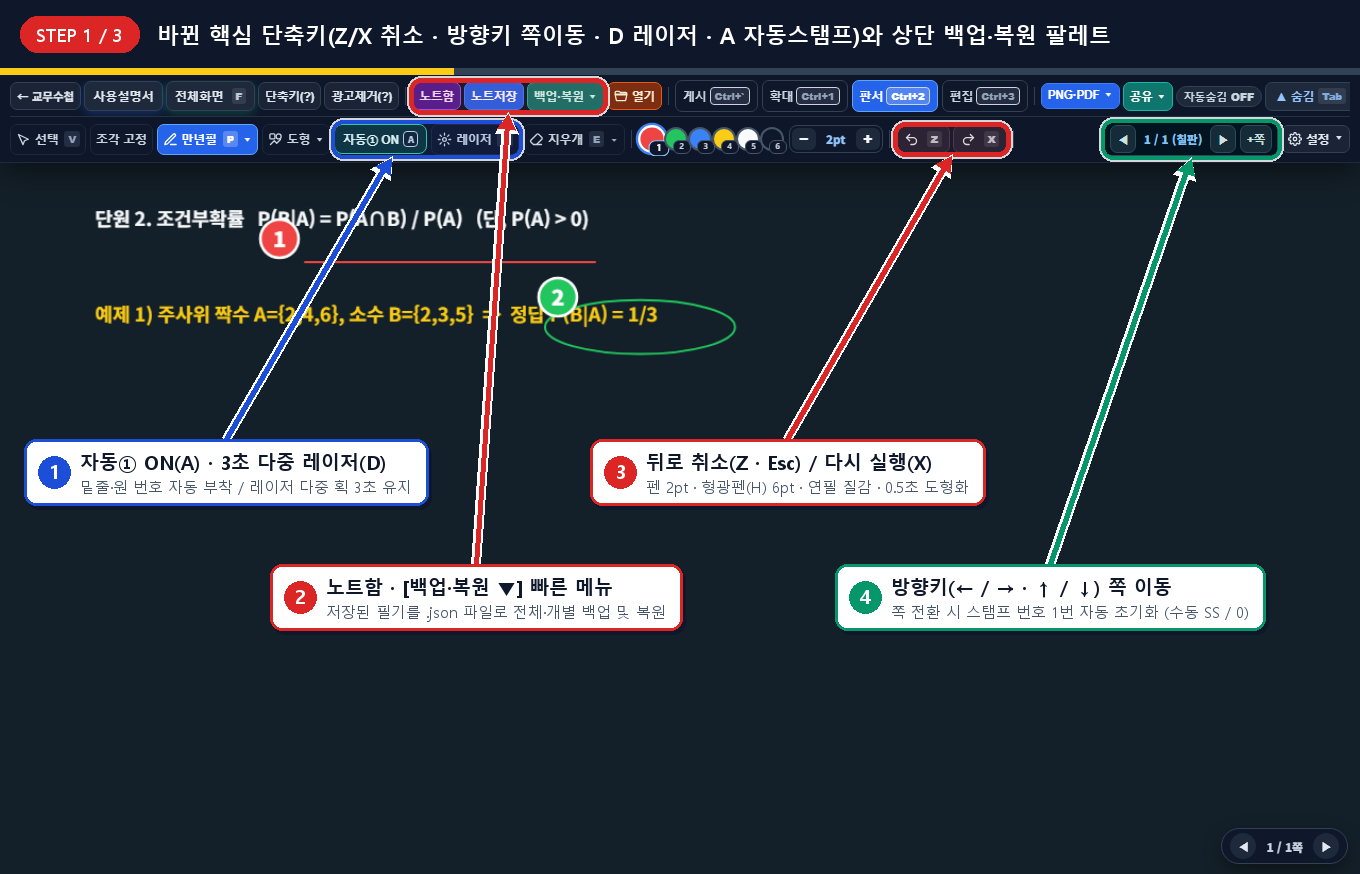 STEP 1 / 3
바뀐 핵심 단축키(Z/X 취소 · 방향키 쪽이동 · D 레이저 · A 자동스탬프)와 상단 백업·복원 팔레트
← 교무수첩 사용설명서 전체화면 F 단축키(?) 광고제거(?) 노트함 노트저장 백업·복원 ▾ 열기 게시 Ctrl+` 확대 Ctrl+1 판서 Ctrl+2 편집 Ctrl+3 PNG·PDF ▾ 공유 ▾ 자동숨김 OFF ▲ 숨김 Tab
선택 V 조각 고정 만년필 P ▾ 도형 ▾ 자동① ON A 레이저 지우개 E 1 2 3 4 5 6 − 2pt + Z X ◀ 1 / 1 (칠판) ▶ +쪽 설정 ▾
단원 2. 조건부확률 P(B|A) = P(A∩B) / P(A) (단, P(A) > 0)
1
2
예제 1) 주사위 짝수 A={2,4,6}, 소수 B={2,3,5} => 정답 P(B|A) = 1/3
1 자동① ON(A) · 3초 다중 레이저(D)
밑줄·원 번호 자동 부착 / 레이저 다중 획 3초 유지
3 뒤로 취소(Z · Esc) / 다시 실행(X)
펜 2pt · 형광펜(H) 6pt · 연필 질감 · 0.5초 도형화
2 노트함 · [백업·복원 ▼] 빠른 메뉴
저장된 필기를 .json 파일로 전체·개별 백업 및 복원
4 방향키(← / → · ↑ / ↓) 쪽 이동
쪽 전환 시 스탬프 번호 1번 자동 초기화 (수동 SS / 0)
◀ 1 / 1쪽 ▶